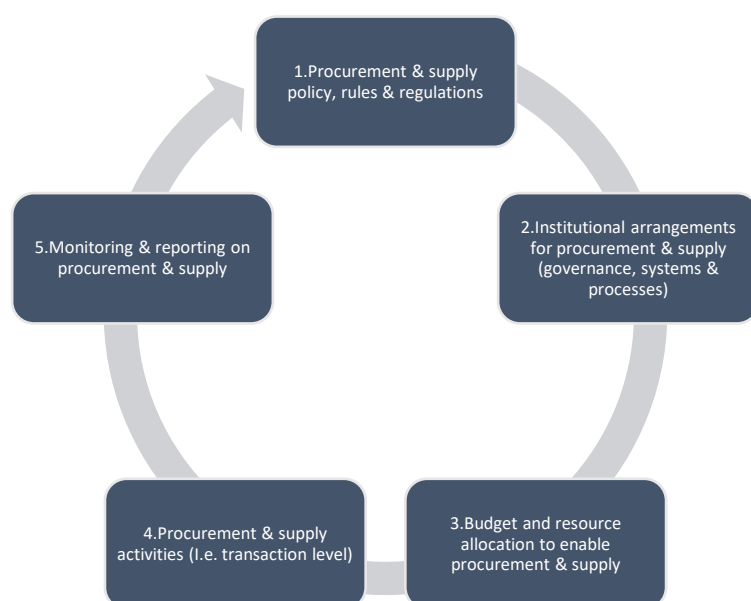 1.Procurement & supply
policy, rules & regulations
2.Institutional arrangements
for procurement & supply
(governance, systems &
processes)
3.Budget and resource
allocation to enable
procurement & supply
4.Procurement & supply
activities (I.e. transaction level)
5.Monitoring & reporting on
procurement & supply